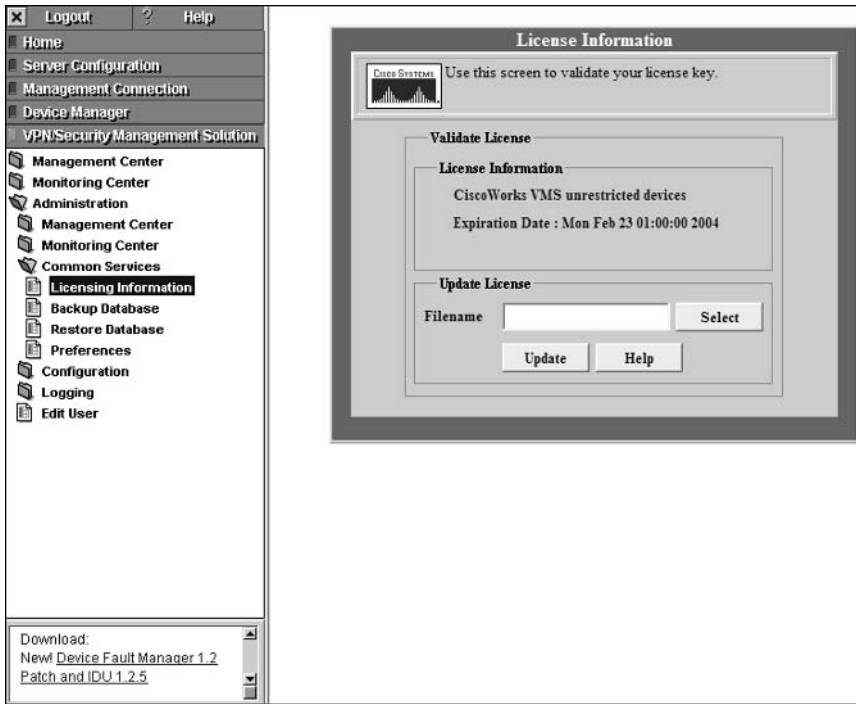 Logout ? Help
Home
Server Configuration
Management Connection
Device Manager
VPN/Security Management Solution
Management Center
Monitoring Center
Administration
Management Center
Monitoring Center
Common Services
Licensing Information
Backup Database
Restore Database
Preferences
Configuration
Logging
Edit User
Download:
New! Device Fault Manager 1.2
Patch and IDU 1.2.5
License Information
CISCO SYSTEMS
Use this screen to validate your license key.
Validate License
License Information
CiscoWorks VMS unrestricted devices
Expiration Date : Mon Feb 23 01:00:00 2004
Update License
Filename
Select
Update
Help